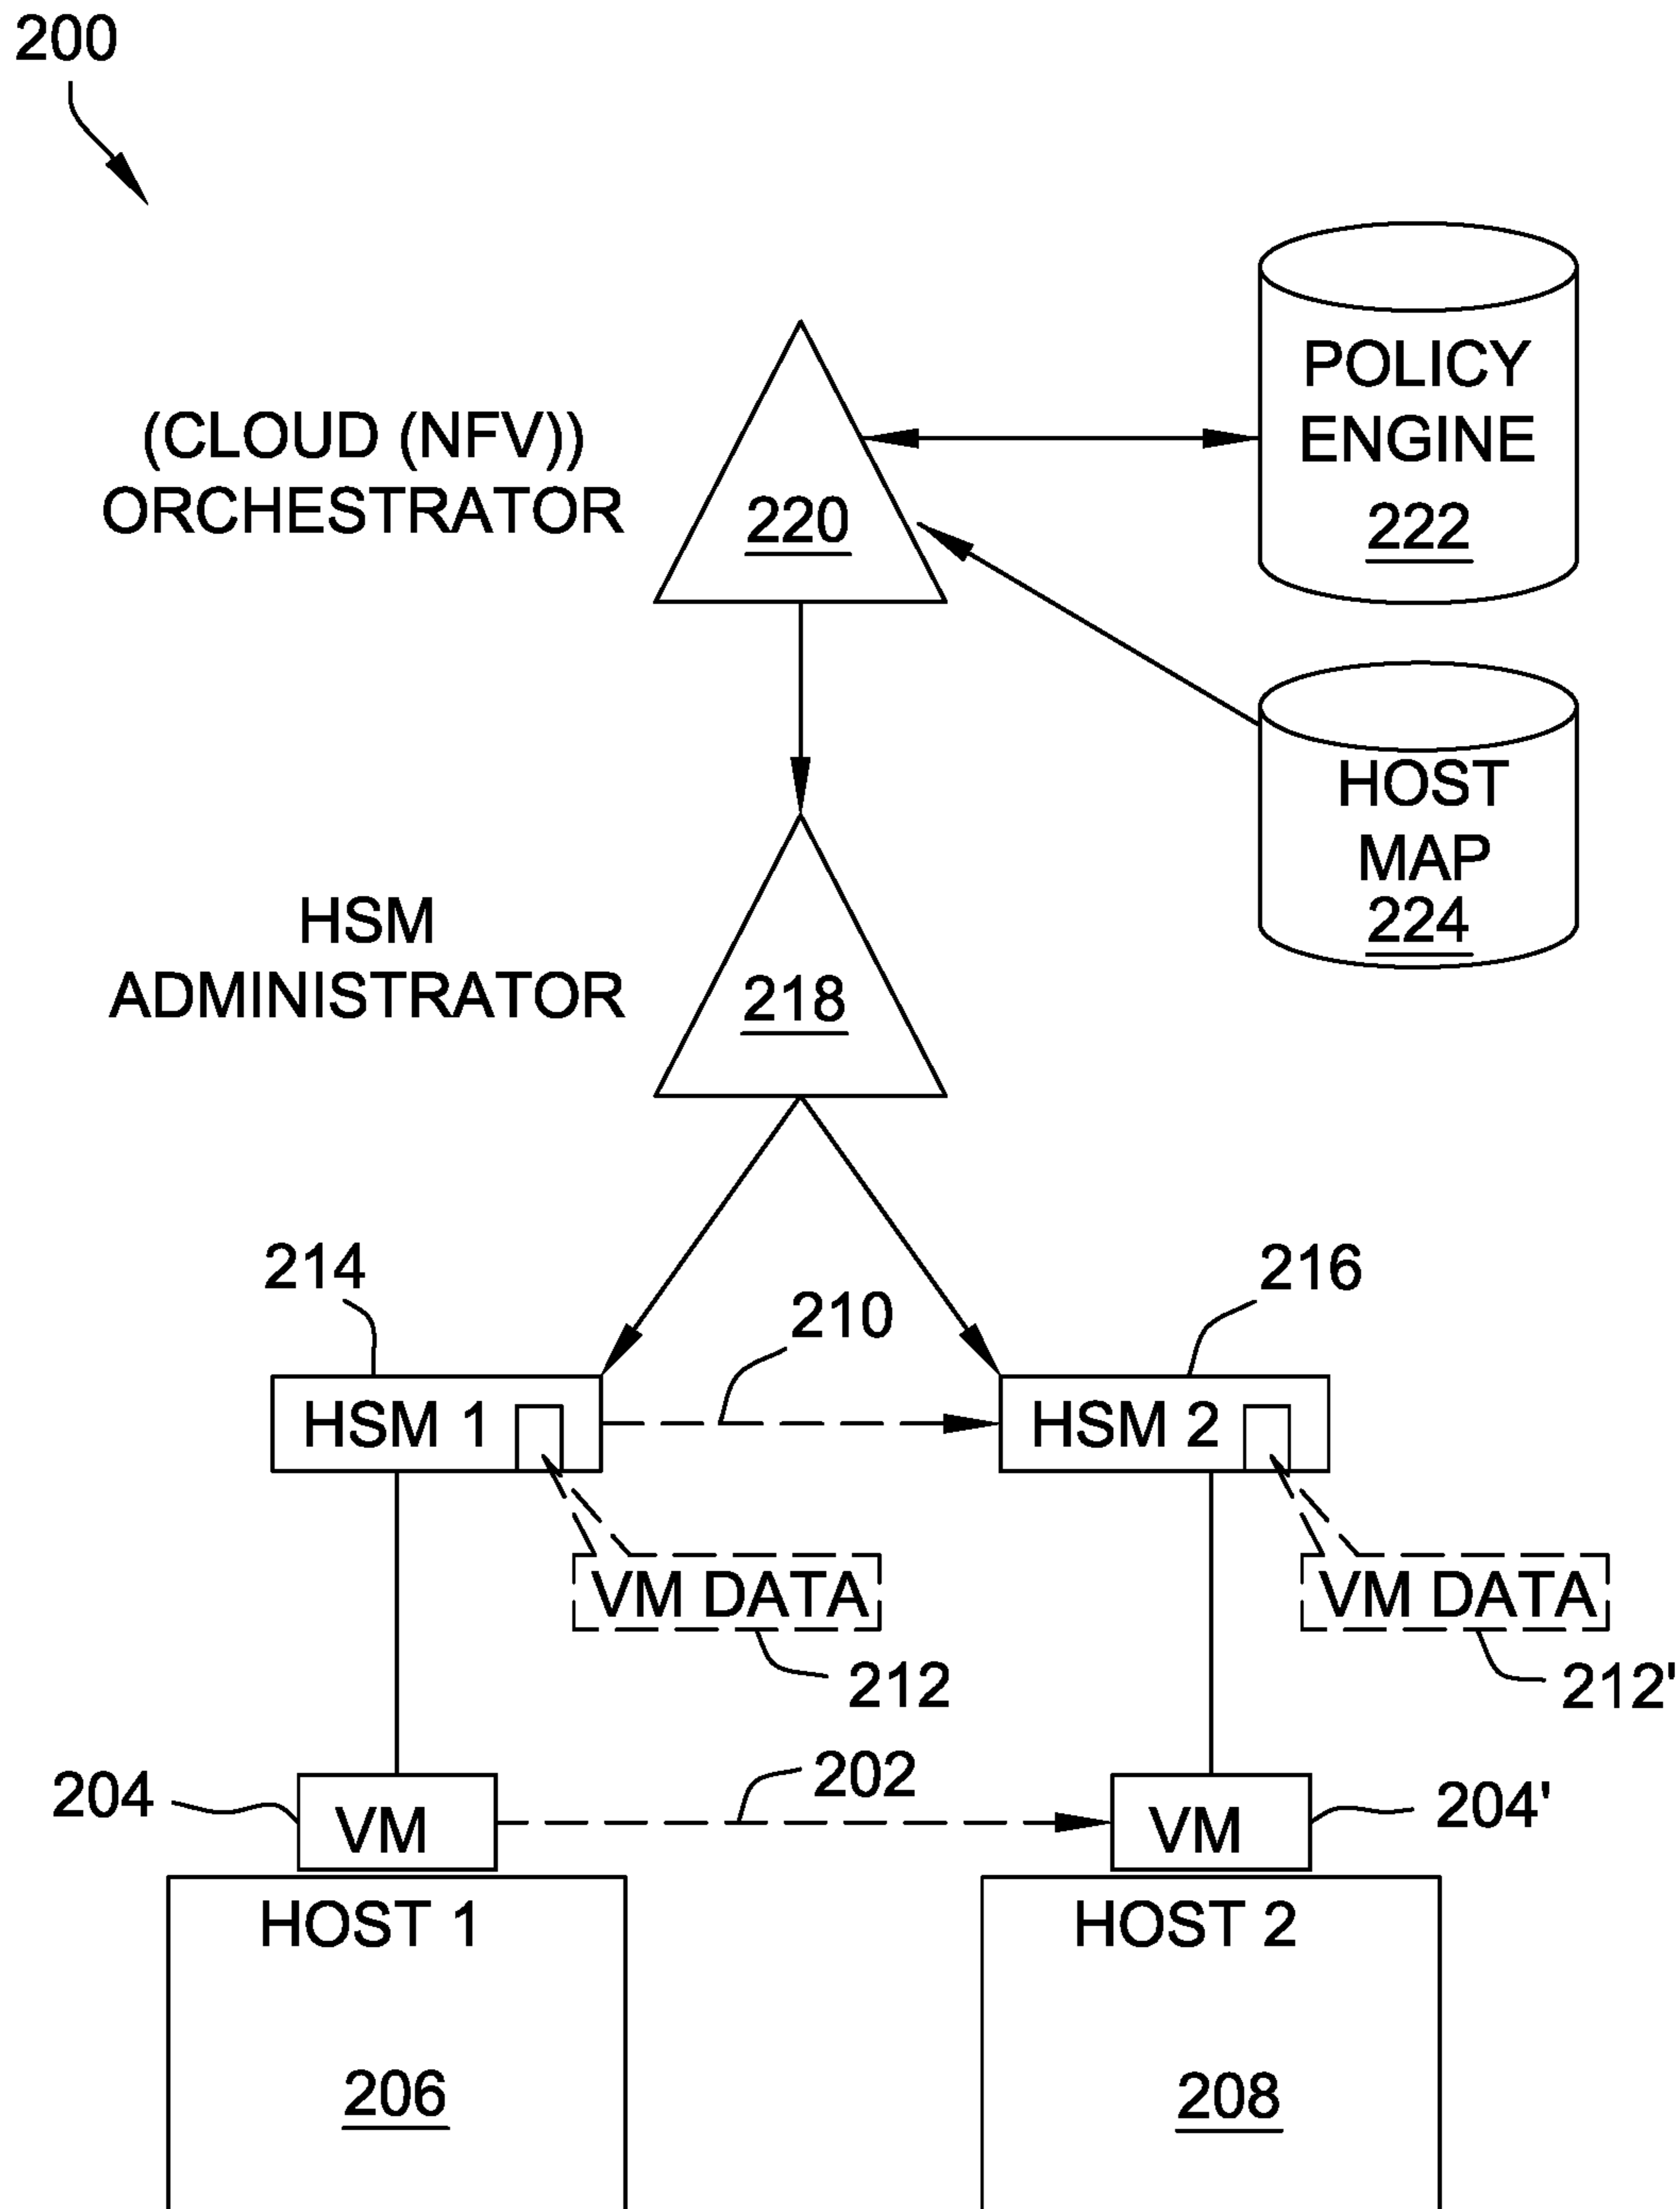 200
(CLOUD (NFV))
ORCHESTRATOR
220
POLICY
ENGINE
222
HOST
MAP
224
HSM
ADMINISTRATOR
218
214
210
216
HSM 1
HSM 2
VM DATA
VM DATA
212
212'
204
202
204'
VM
VM
HOST 1
HOST 2
206
208